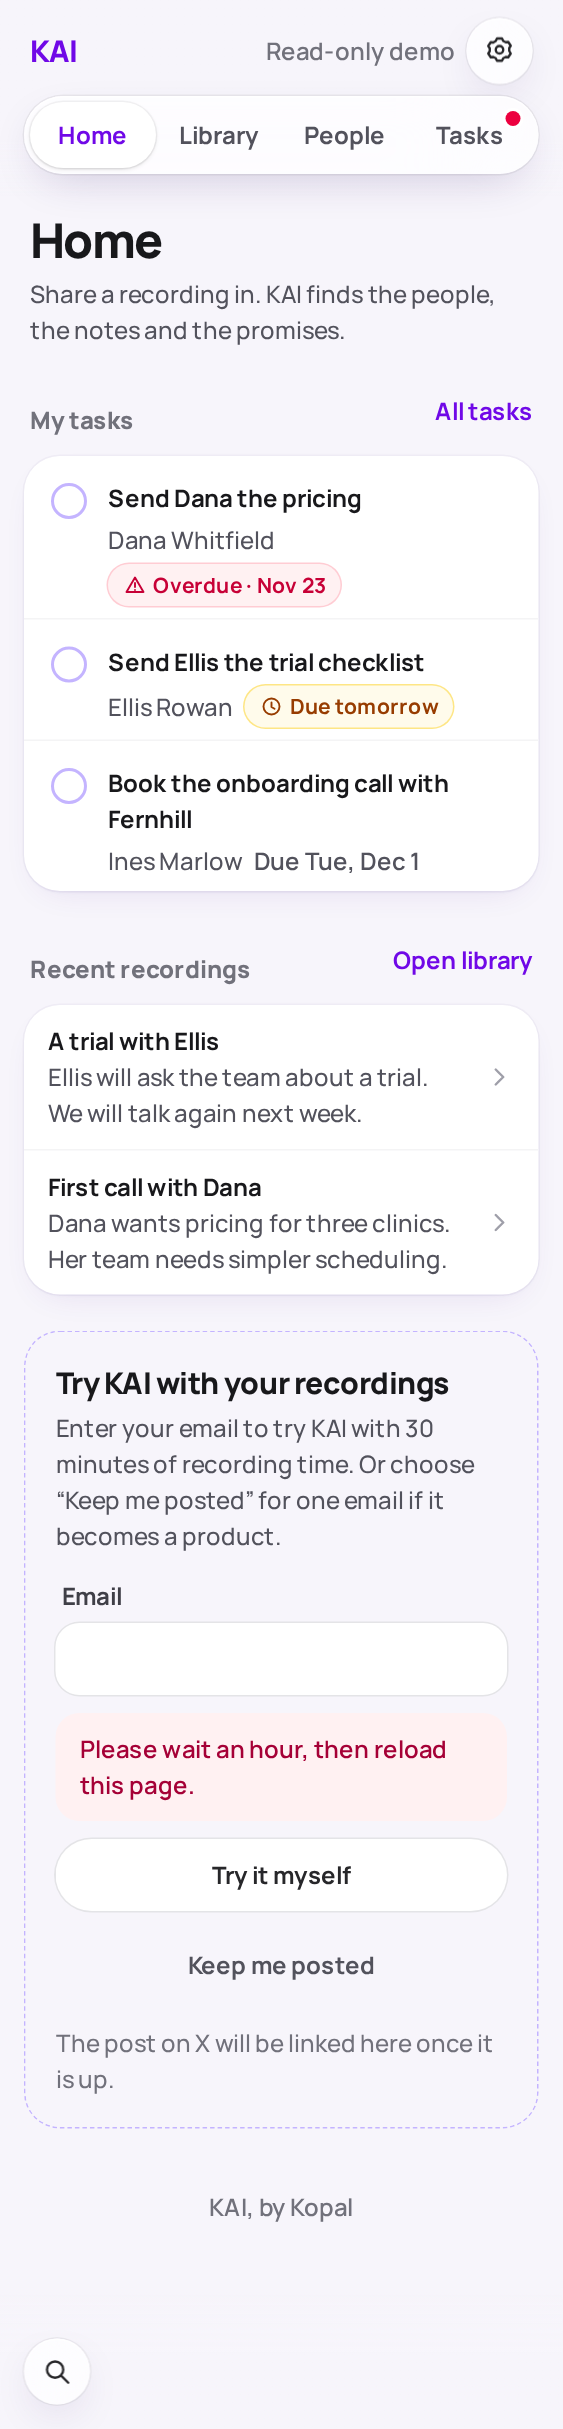 KAI
Read-only demo
Home
Library
People
Tasks
Home
Share a recording in. KAI finds the people,
the notes and the promises.
My tasks
All tasks
Send Dana the pricing
Dana Whitfield
Overdue · Nov 23
Send Ellis the trial checklist
Ellis Rowan
Due tomorrow
Book the onboarding call with
Fernhill
Ines Marlow
Due Tue, Dec 1
Recent recordings
Open library
A trial with Ellis
Ellis will ask the team about a trial.
We will talk again next week.
First call with Dana
Dana wants pricing for three clinics.
Her team needs simpler scheduling.
Try KAI with your recordings
Enter your email to try KAI with 30
minutes of recording time. Or choose
“Keep me posted” for one email if it
becomes a product.
Email
Please wait an hour, then reload
this page.
Try it myself
Keep me posted
The post on X will be linked here once it
is up.
KAI, by Kopal